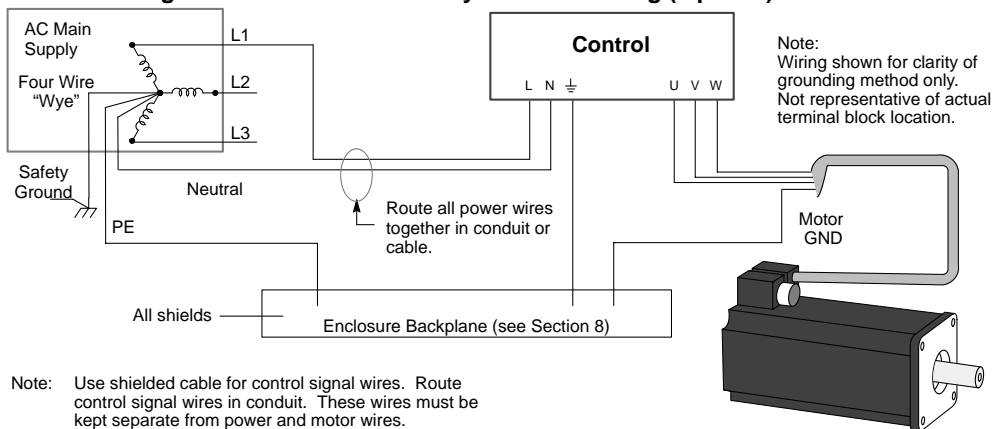 AC Main
Supply
Four Wire
“Wye”
L1
L2
L3
Safety
Ground
Neutral
PE
Control
L N U V W
Note:
Wiring shown for clarity of
grounding method only.
Not representative of actual
terminal block location.
Route all power wires
together in conduit or
cable.
Motor
GND
All shields
Enclosure Backplane (see Section 8)
Note: Use shielded cable for control signal wires. Route
control signal wires in conduit. These wires must be
kept separate from power and motor wires.